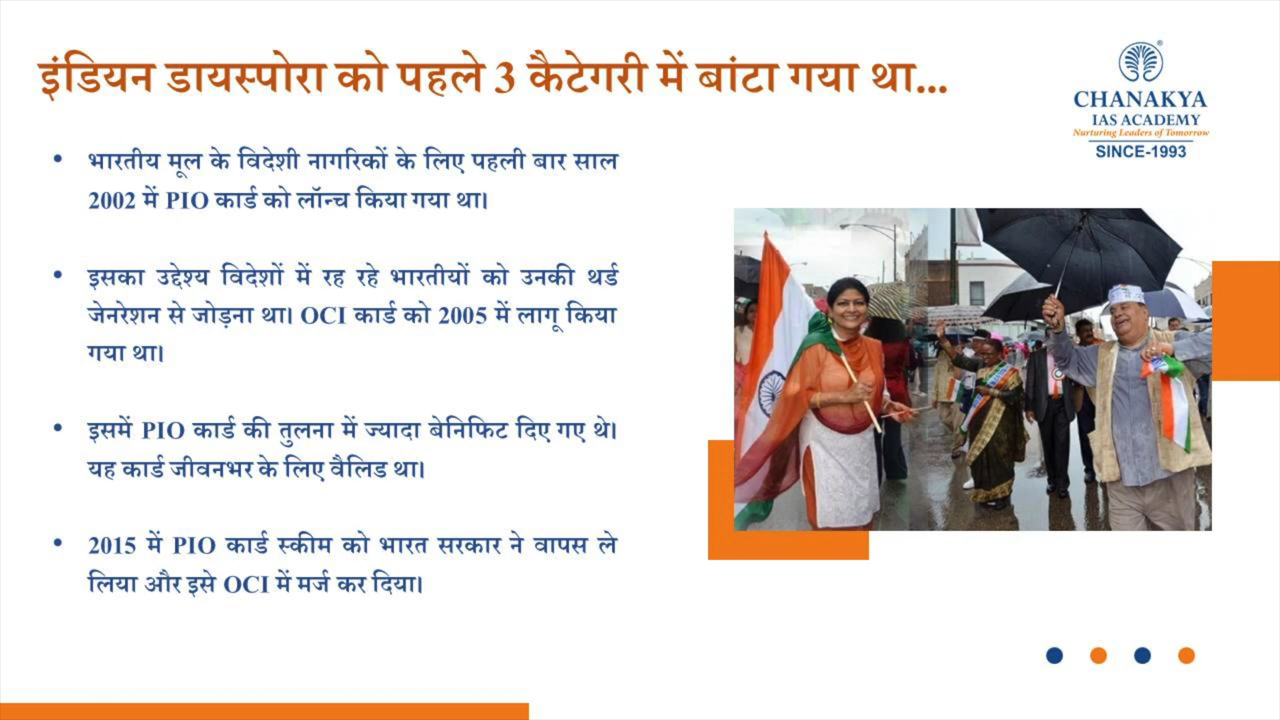 इंडियन डायस्पोरा को पहले 3 कैटेगरी में बांटा गया था...
CHANAKYA
IAS ACADEMY
Nurturing Leaders of Tomorrow
SINCE-1993
• भारतीय मूल के विदेशी नागरिकों के लिए पहली बार साल
2002 में PIO कार्ड को लॉन्च किया गया था।
• इसका उद्देश्य विदेशों में रह रहे भारतीयों को उनकी थर्ड
जेनरेशन से जोड़ना था। OCI कार्ड को 2005 में लागू किया
गया था।
• इसमें PIO कार्ड की तुलना में ज्यादा बेनिफिट दिए गए थे।
यह कार्ड जीवनभर के लिए वैलिड था।
• 2015 में PIO कार्ड स्कीम को भारत सरकार ने वापस ले
लिया और इसे OCI में मर्ज कर दिया।